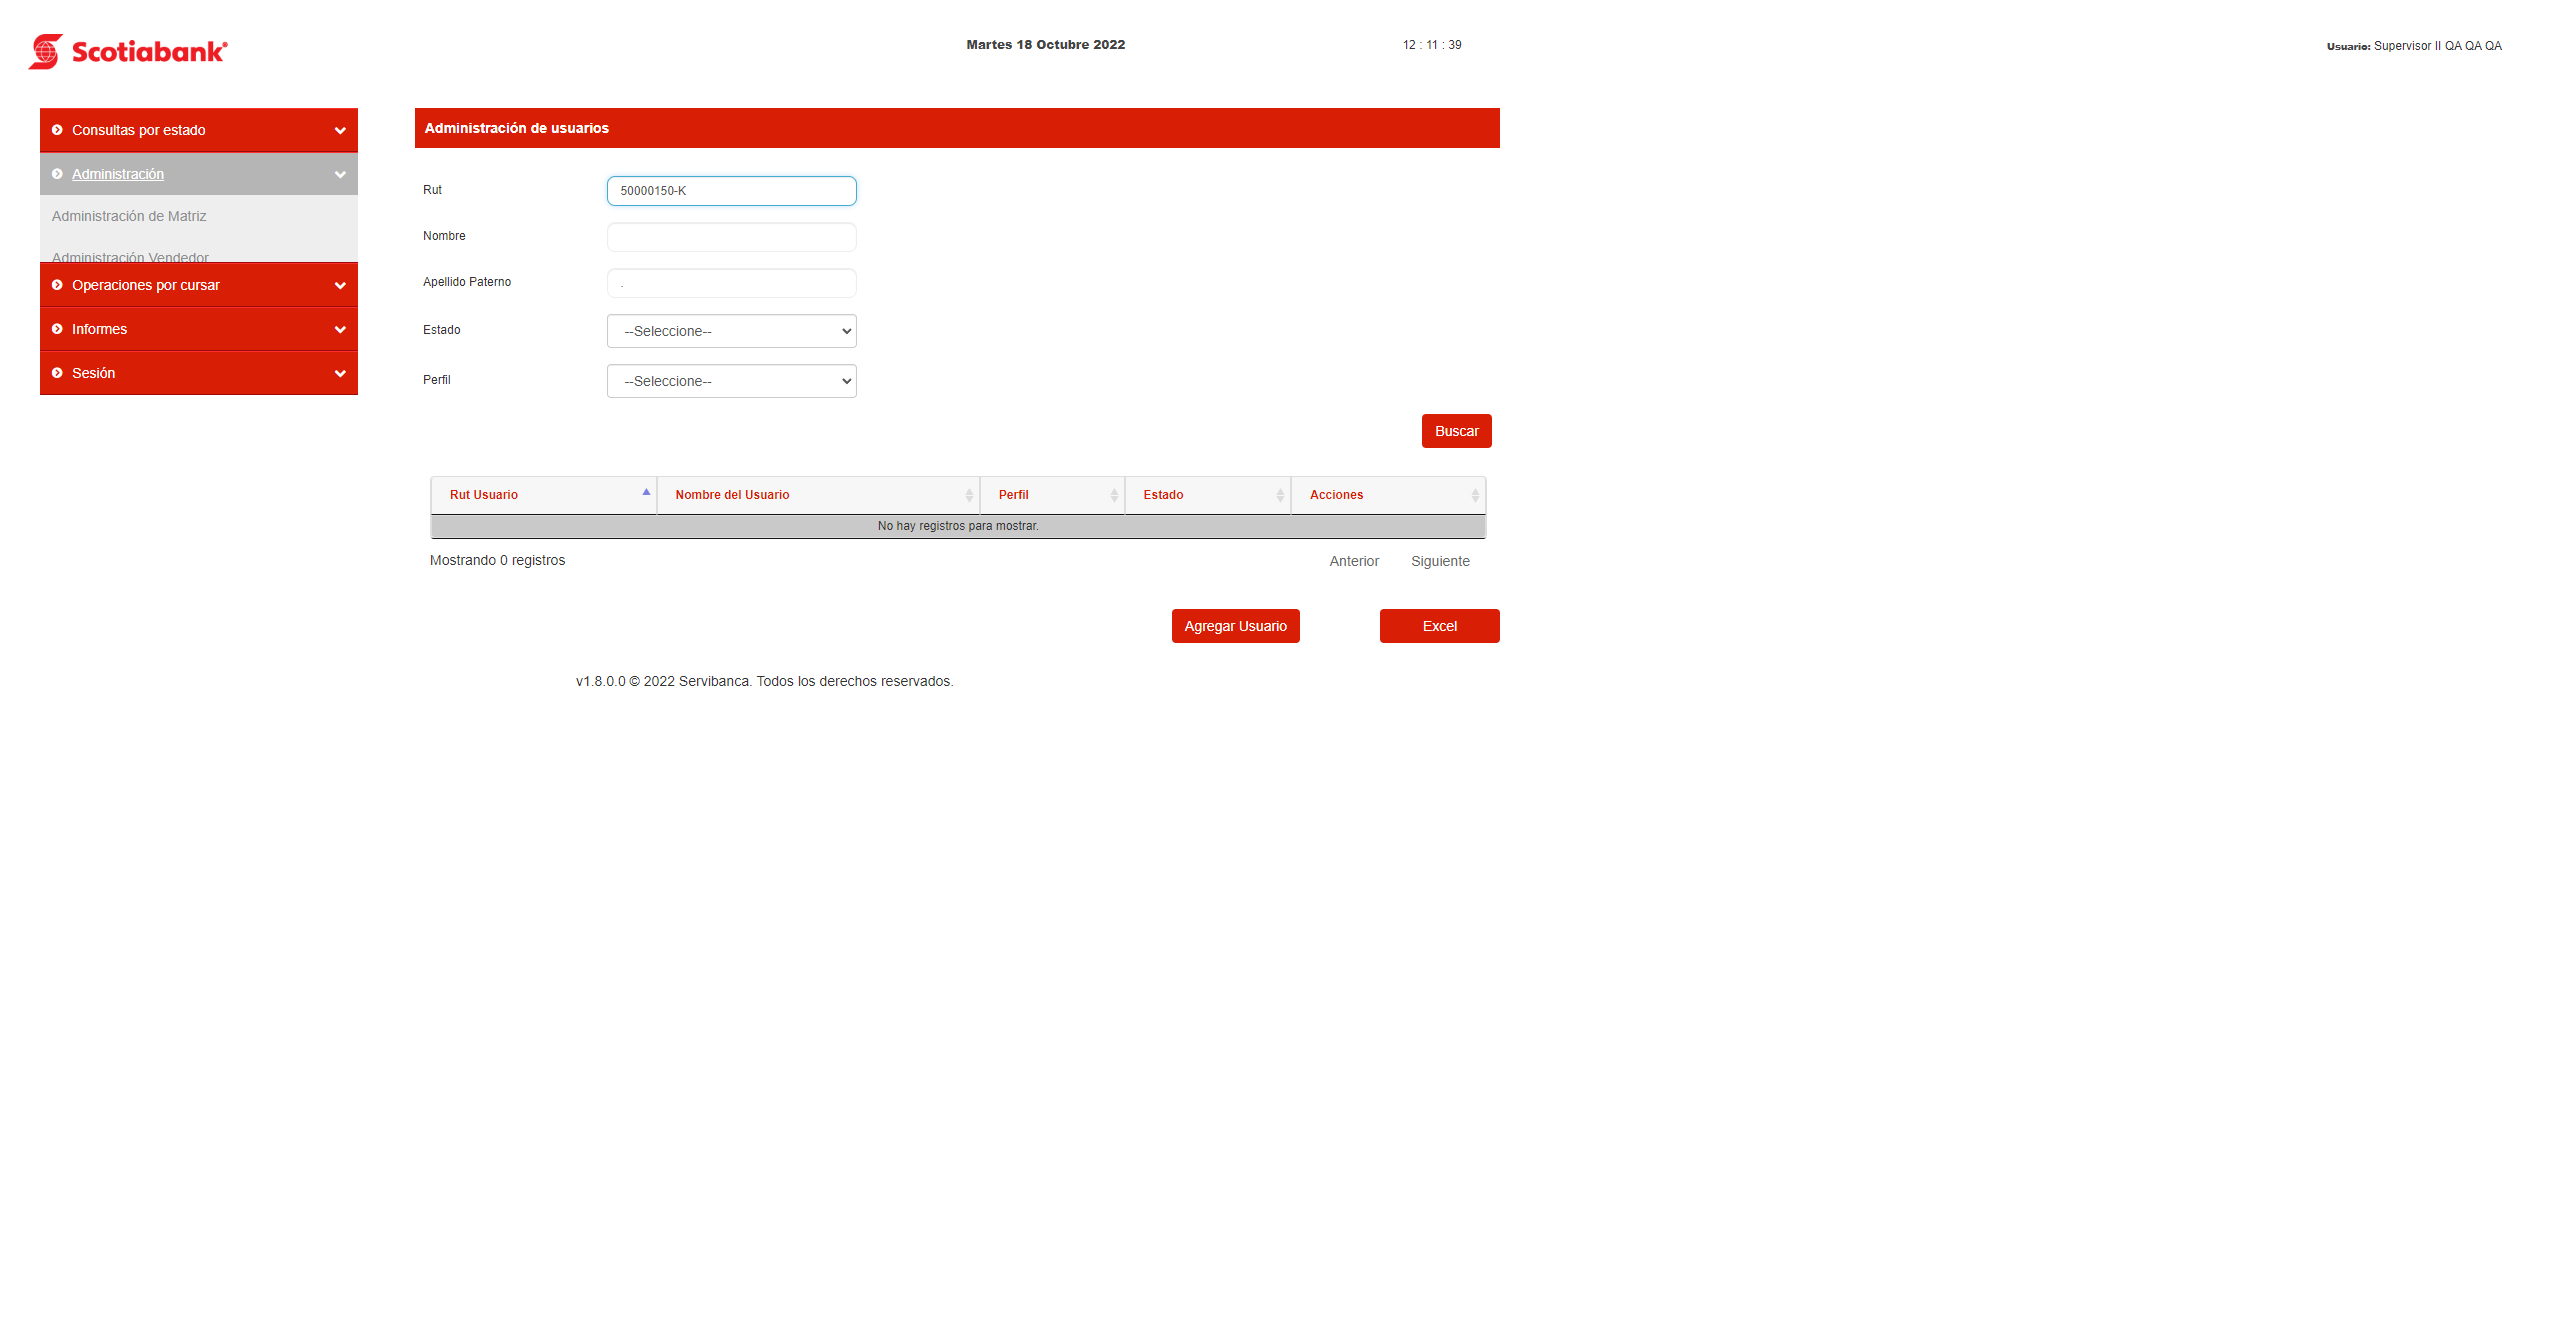 Scotiabank®
Martes 18 Octubre 2022
12 : 11 : 39
Usuario: Supervisor II QA QA QA
Consultas por estado
Administración
Administración de Matriz
Administración Vendedor
Operaciones por cursar
Informes
Sesión
Administración de usuarios
Rut
50000150-K
Nombre
Apellido Paterno
.
Estado
--Seleccione--
Perfil
--Seleccione--
Buscar
Rut Usuario
Nombre del Usuario
Perfil
Estado
Acciones
No hay registros para mostrar.
Mostrando 0 registros
Anterior
Siguiente
Agregar Usuario
Excel
v1.8.0.0 © 2022 Servibanca. Todos los derechos reservados.